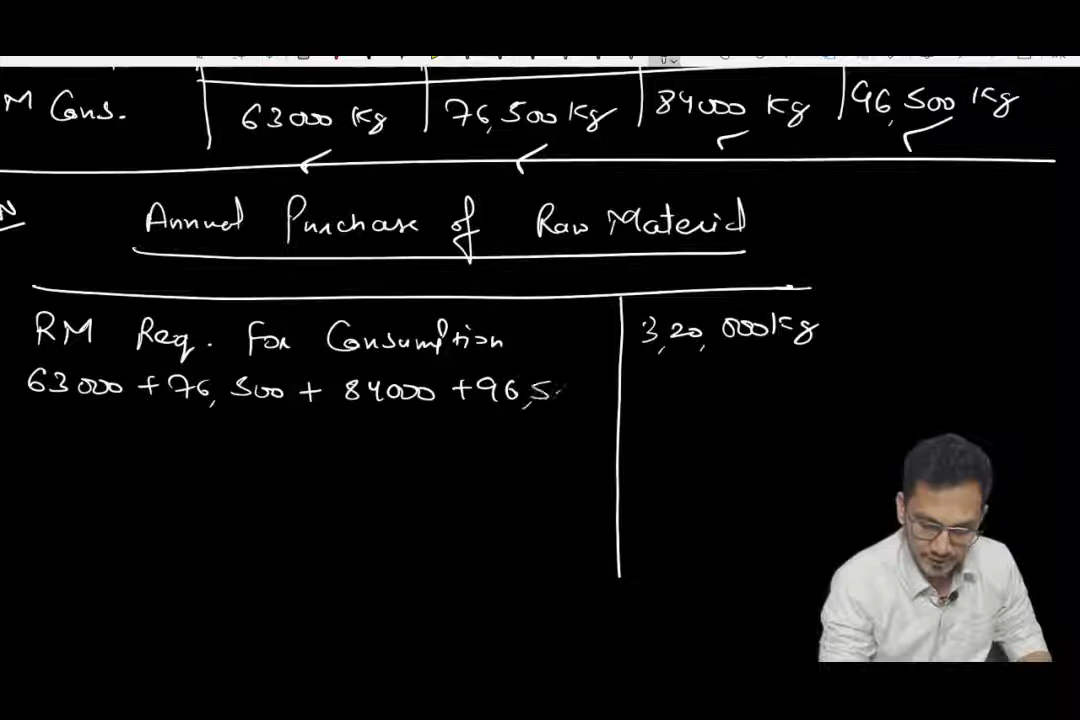 M Cons. 63000 Kg 76,500 Kg 84000 Kg 96,500 Kg
N
Annual Purchase of Raw Material
RM Req. For Consumption 3,20,000 Kg
63000 + 76,500 + 84000 + 96,5